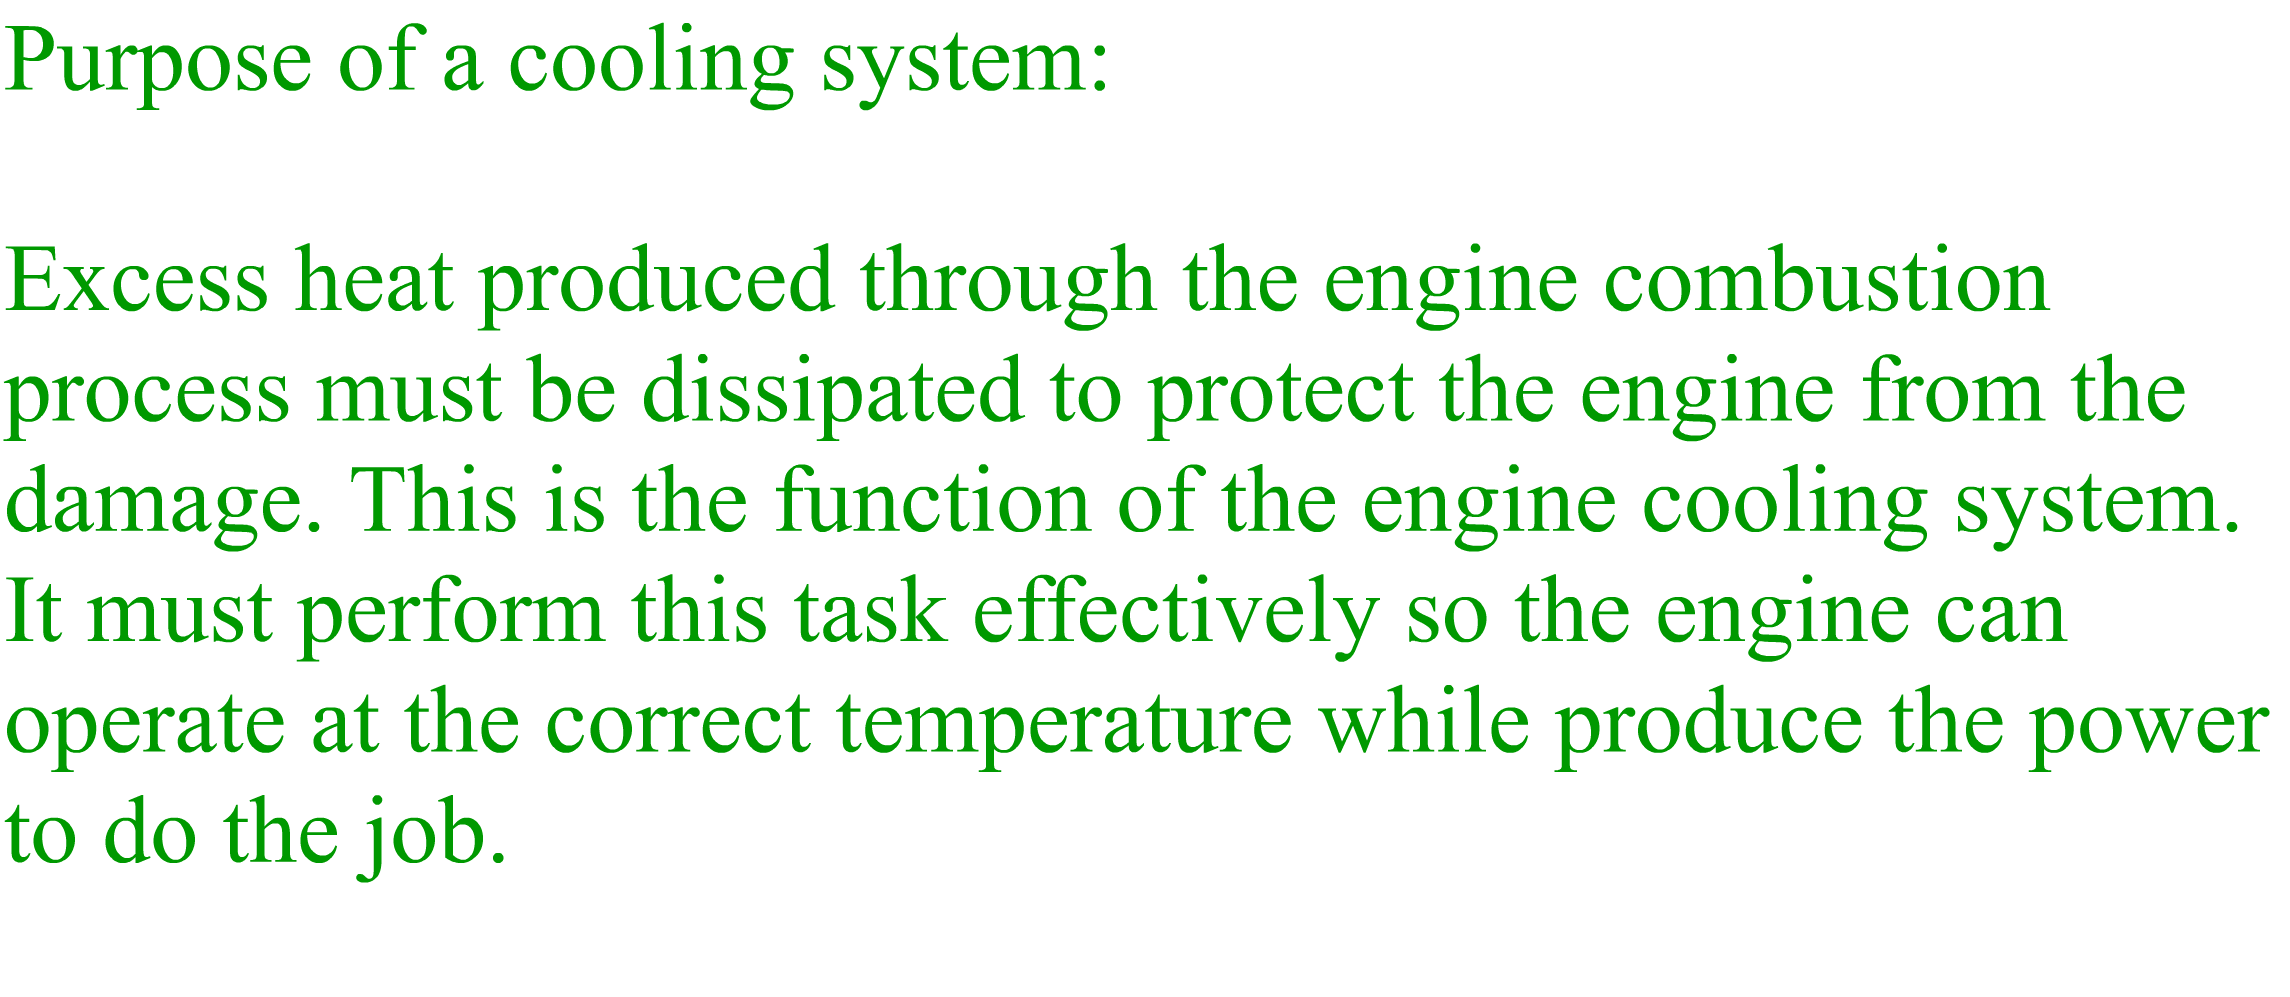 Purpose of a cooling system:
Excess heat produced through the engine combustion
process must be dissipated to protect the engine from the
damage. This is the function of the engine cooling system.
It must perform this task effectively so the engine can
operate at the correct temperature while produce the power
to do the job.